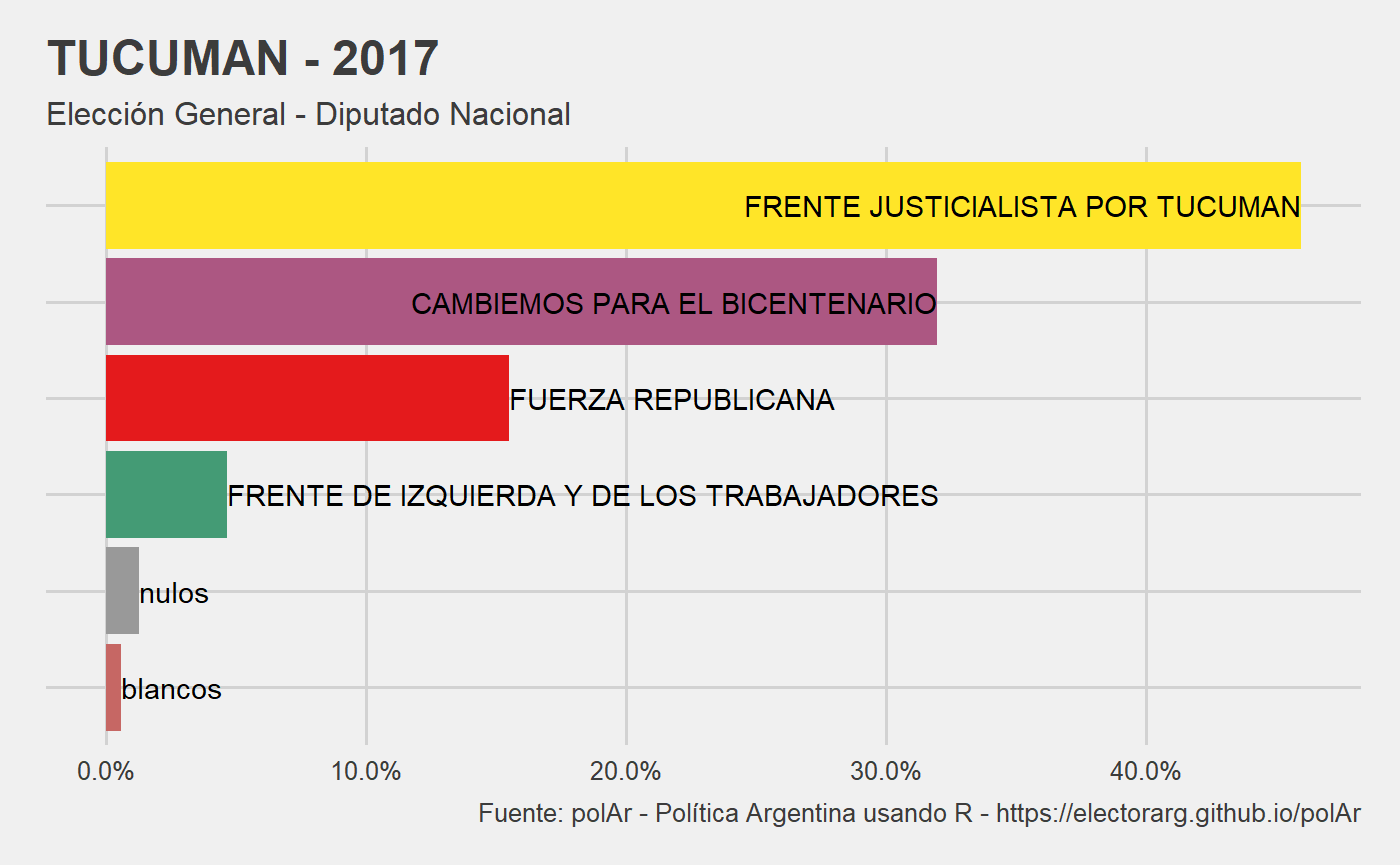 TUCUMAN - 2017
Elección General - Diputado Nacional
FRENTE JUSTICIALISTA POR TUCUMAN
CAMBIEMOS PARA EL BICENTENARIO
FUERZA REPUBLICANA
FRENTE DE IZQUIERDA Y DE LOS TRABAJADORES
nulos
blancos
0.0% 10.0% 20.0% 30.0% 40.0%
Fuente: polAr - Política Argentina usando R - https://electorarg.github.io/polAr